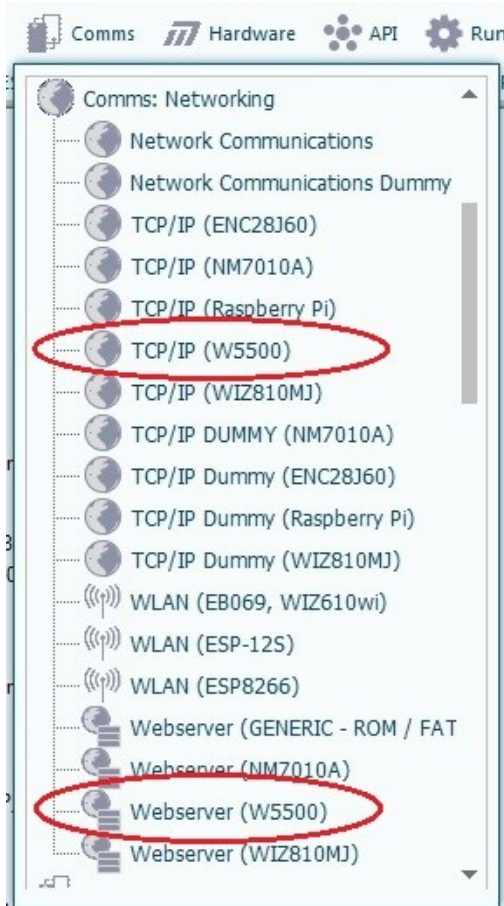 Comms Hardware API Run
Comms: Networking
Network Communications
Network Communications Dummy
TCP/IP (ENC28J60)
TCP/IP (NM7010A)
TCP/IP (Raspberry Pi)
TCP/IP (W5500)
TCP/IP (WIZ810MJ)
TCP/IP DUMMY (NM7010A)
TCP/IP Dummy (ENC28J60)
TCP/IP Dummy (Raspberry Pi)
TCP/IP Dummy (WIZ810MJ)
WLAN (EB069, WIZ610wi)
WLAN (ESP-12S)
WLAN (ESP8266)
Webserver (GENERIC - ROM / FAT
Webserver (NM7010A)
Webserver (W5500)
Webserver (WIZ810MJ)